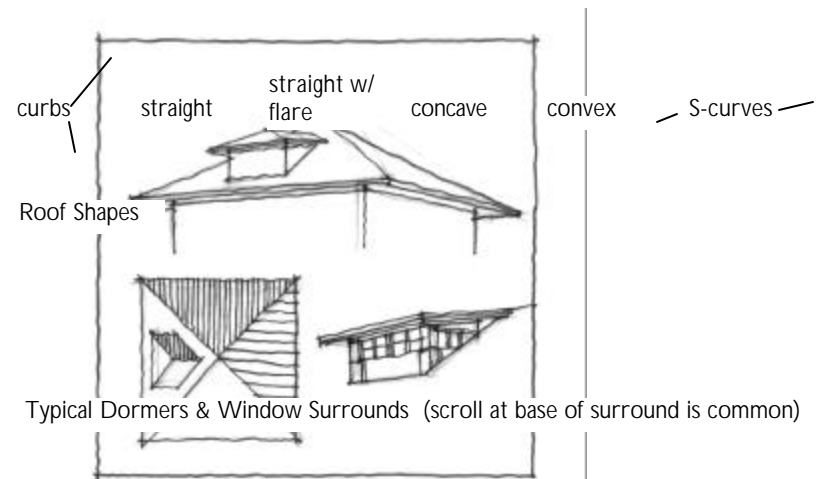 curbs straight straight w/ flare concave convex S-curves
Roof Shapes
Typical Dormers & Window Surrounds (scroll at base of surround is common)